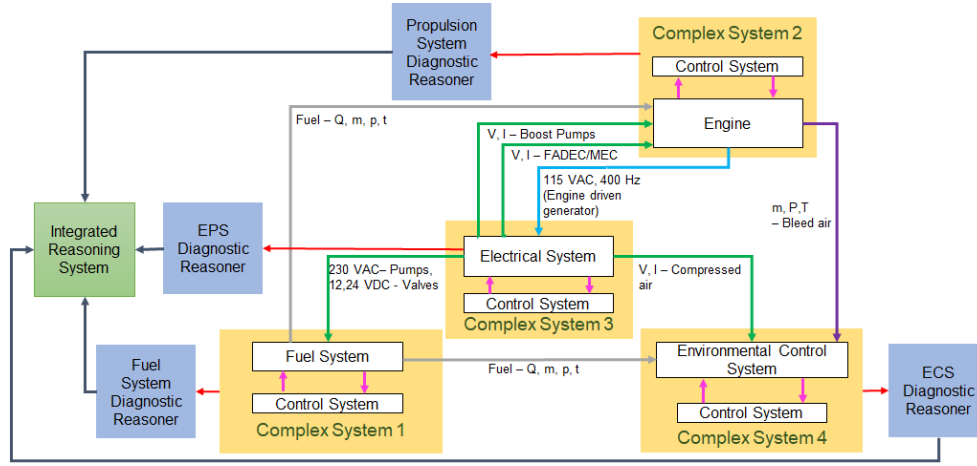 Propulsion
System
Diagnostic
Reasoner
Complex System 2
Control System
Engine
Fuel – Q, m, p, t
V, I – Boost Pumps
V, I – FADEC/MEC
115 VAC, 400 Hz
(Engine driven
generator)
m, P,T
– Bleed air
Integrated
Reasoning
System
EPS
Diagnostic
Reasoner
Electrical System
Control System
Complex System 3
230 VAC– Pumps,
12,24 VDC - Valves
V, I – Compressed
air
Fuel
System
Diagnostic
Reasoner
Fuel System
Control System
Complex System 1
Fuel – Q, m, p, t
Environmental Control
System
Control System
Complex System 4
ECS
Diagnostic
Reasoner